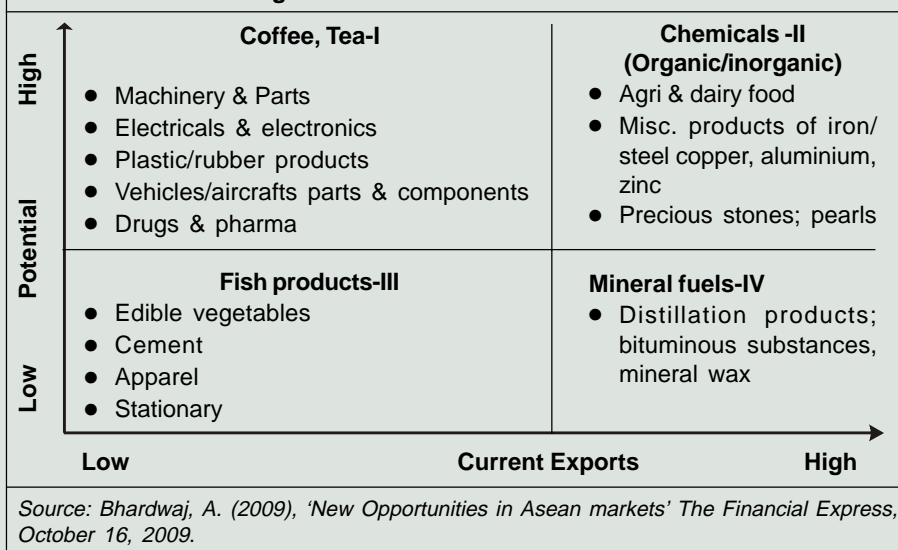 Coffee, Tea-I
● Machinery & Parts
● Electricals & electronics
● Plastic/rubber products
● Vehicles/aircrafts parts & components
● Drugs & pharma
Chemicals -II
(Organic/inorganic)
● Agri & dairy food
● Misc. products of iron/
steel copper, aluminium,
zinc
● Precious stones; pearls
Fish products-III
● Edible vegetables
● Cement
● Apparel
● Stationary
Mineral fuels-IV
● Distillation products;
bituminous substances,
mineral wax
High
Potential
Low
Low Current Exports High
Source: Bhardwaj, A. (2009), ‘New Opportunities in Asean markets’ The Financial Express,
October 16, 2009.